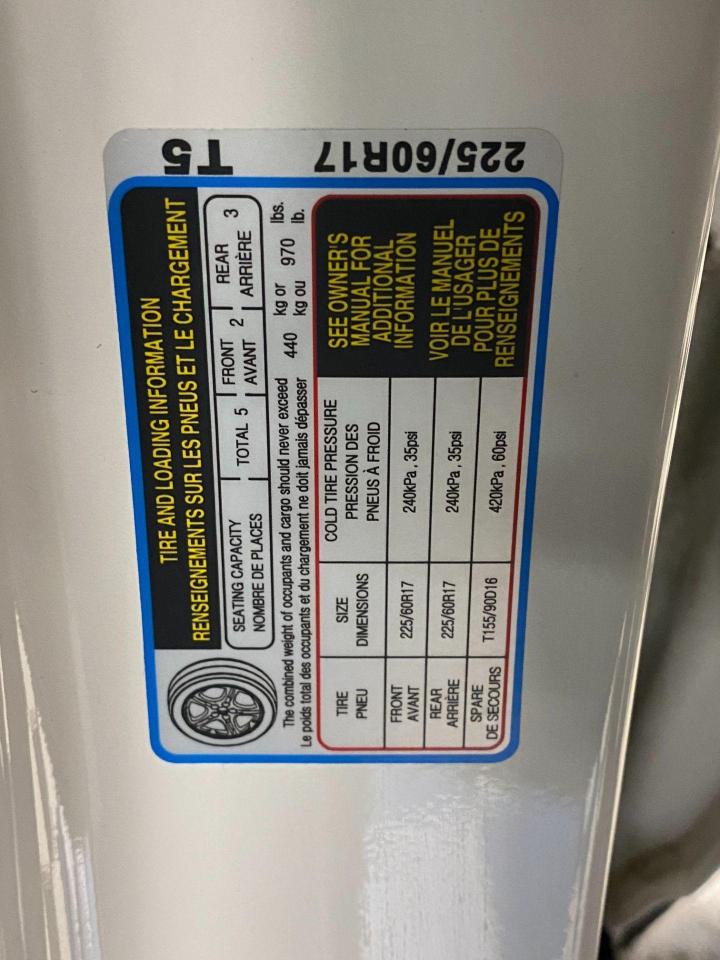 TIRE AND LOADING INFORMATION
RENSEIGNEMENTS SUR LES PNEUS ET LE CHARGEMENT
SEATING CAPACITY
NOMBRE DE PLACES
TOTAL 5
FRONT
AVANT
2
REAR
ARRIÈRE
3
The combined weight of occupants and cargo should never exceed 440 kg or 970 lbs.
Le poids total des occupants et du chargement ne doit jamais dépasser kg ou lb.
TIRE
PNEU
SIZE
DIMENSIONS
COLD TIRE PRESSURE
PRESSION DES
PNEUS À FROID
FRONT
AVANT
225/60R17
240kPa, 35psi
REAR
ARRIÈRE
225/60R17
240kPa, 35psi
SPARE
DE SECOURS
T155/90D16
420kPa, 60psi
SEE OWNER'S
MANUAL FOR
ADDITIONAL
INFORMATION
VOIR LE MANUEL
DE L'USAGER
POUR PLUS DE
RENSEIGNEMENTS
225/60R17
T5